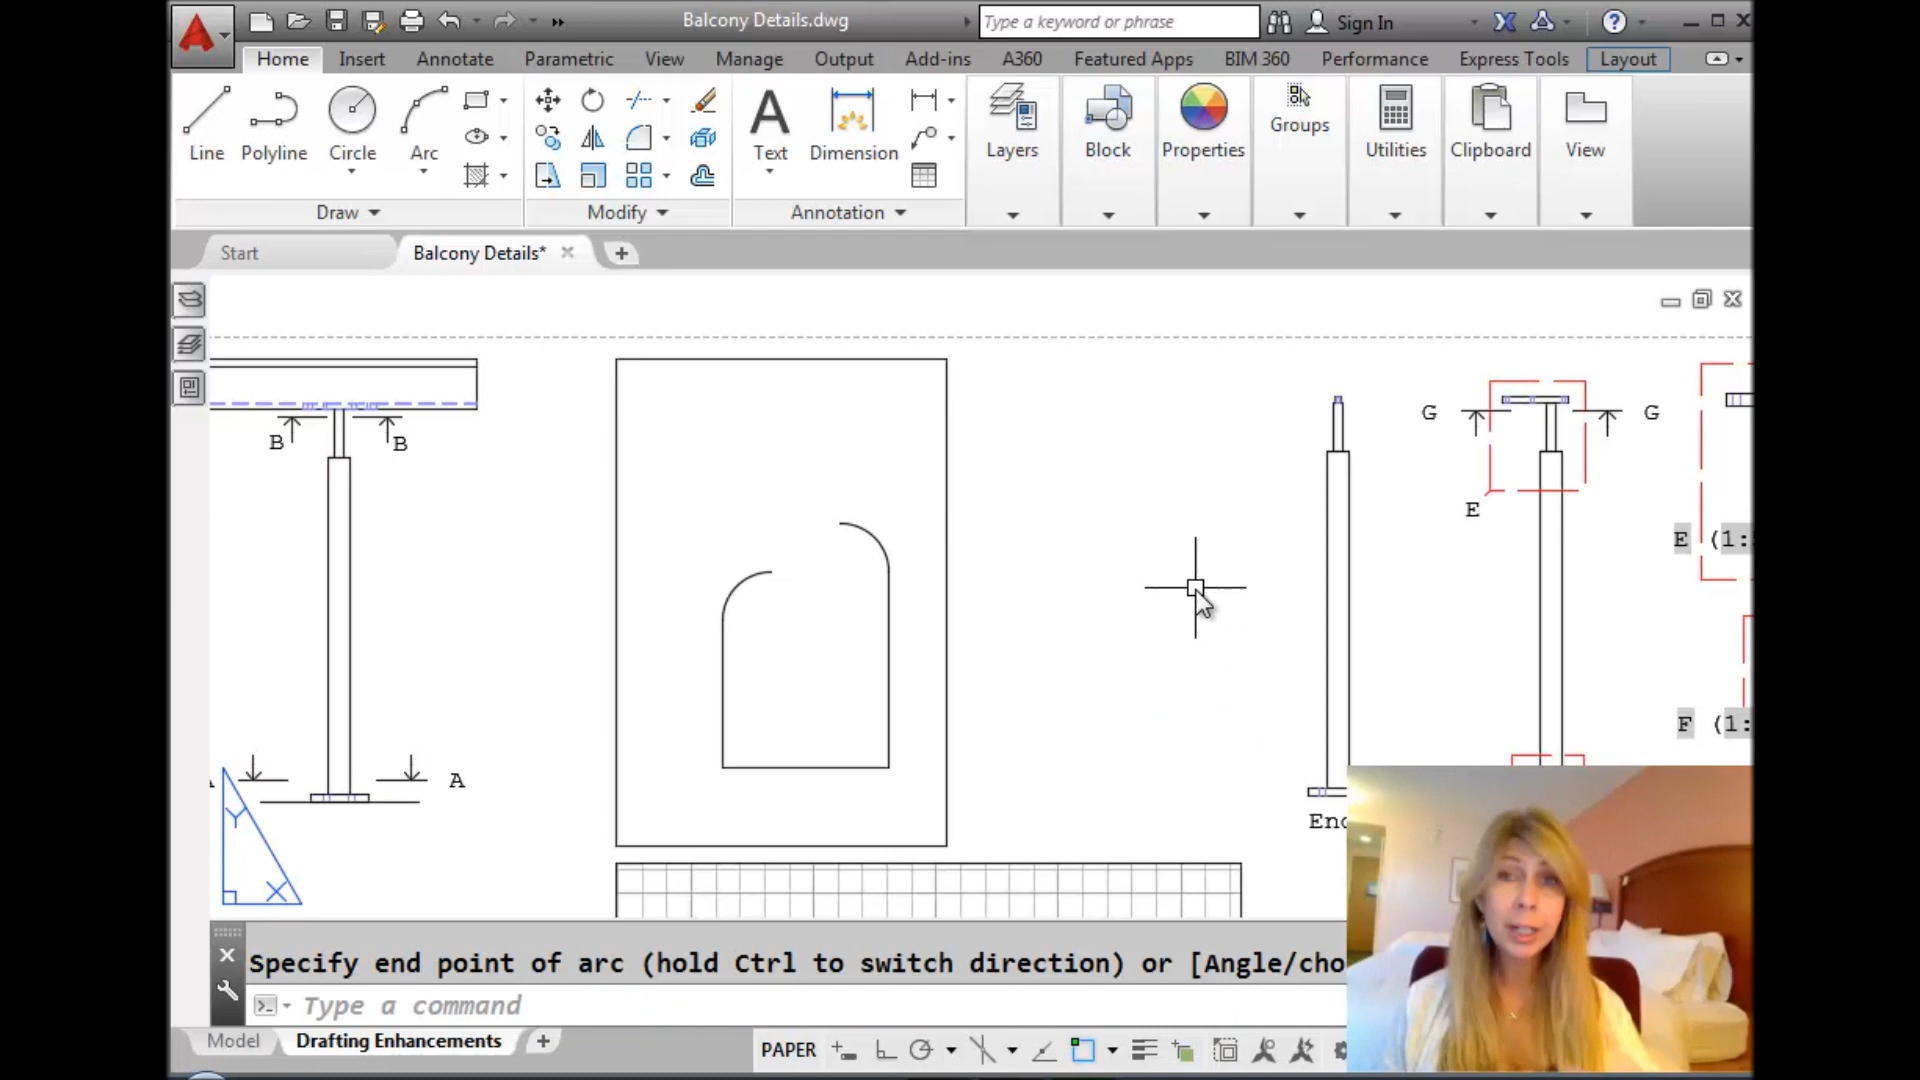 Balcony Details.dwg
Type a keyword or phrase
Sign In
Home Insert Annotate Parametric View Manage Output Add-ins A360 Featured Apps BIM 360 Performance Express Tools Layout
Line Polyline Circle Arc
Text Dimension
Layers Block Properties Groups Utilities Clipboard View
Draw Modify Annotation
Start Balcony Details*
B B
G G
E
E (1:
F (1:
A
Y
X
Specify end point of arc (hold Ctrl to switch direction) or [Angle/cho
Type a command
Model Drafting Enhancements
PAPER